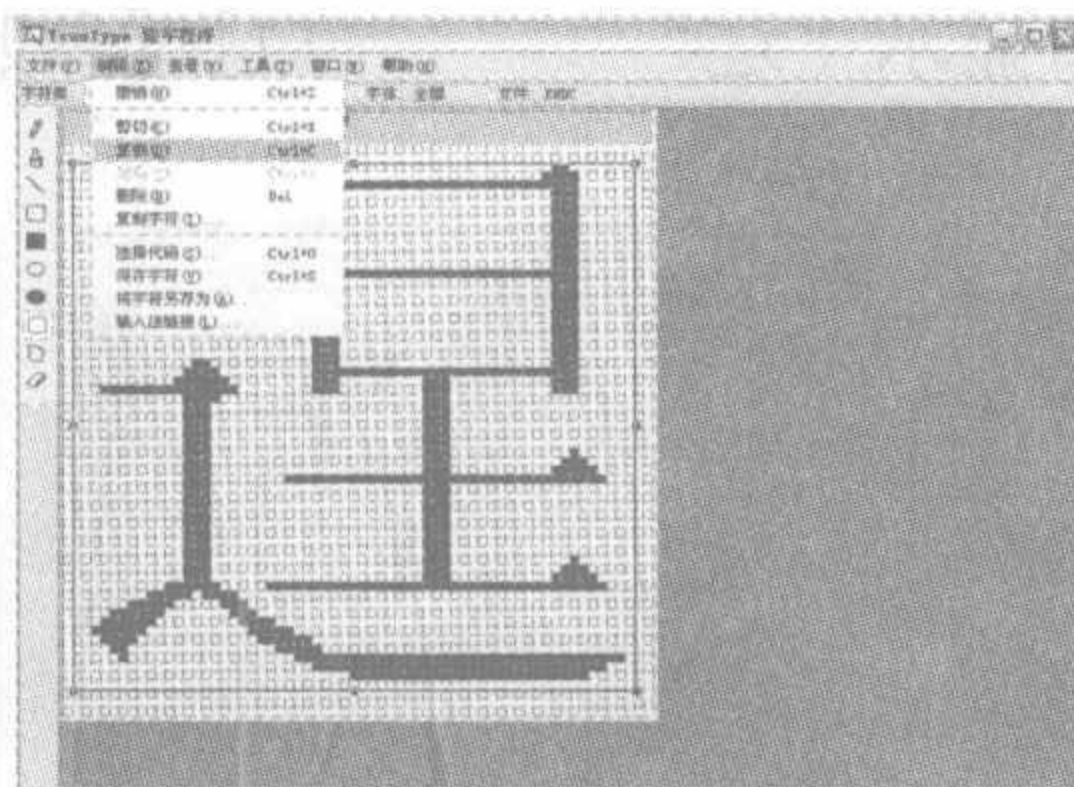 TrueType 造字程序
文件(F) 编辑(E) 查看(V) 工具(T) 窗口(W) 帮助(H)
字符集 字体 全部 文件 EUDC
撤销(U) Ctrl+Z
剪切(T) Ctrl+X
复制(C) Ctrl+C
删除(D) Del
复制字符(Y)...
选择代码(C)... Ctrl+O
保存字符(V) Ctrl+S
将字符另存为(A)...
输入法链接(L)...